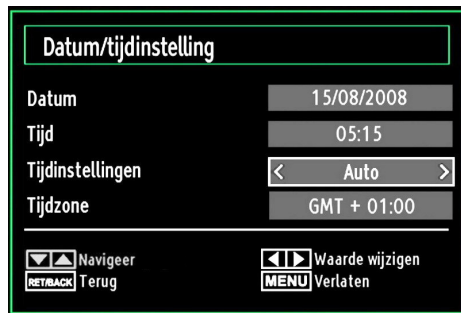 Datum/tijdinstelling
Datum 15/08/2008
Tijd 05:15
Tijdinstellingen < Auto >
Tijdzone GMT + 01:00
Navigeer Waarde wijzigen
RET/BACK Terug MENU Verlaten